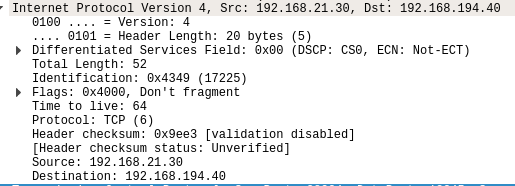 Internet Protocol Version 4, Src: 192.168.21.30, Dst: 192.168.194.40
0100 .... = Version: 4
.... 0101 = Header Length: 20 bytes (5)
Differentiated Services Field: 0x00 (DSCP: CS0, ECN: Not-ECT)
Total Length: 52
Identification: 0x4349 (17225)
Flags: 0x4000, Don't fragment
Time to live: 64
Protocol: TCP (6)
Header checksum: 0x9ee3 [validation disabled]
[Header checksum status: Unverified]
Source: 192.168.21.30
Destination: 192.168.194.40